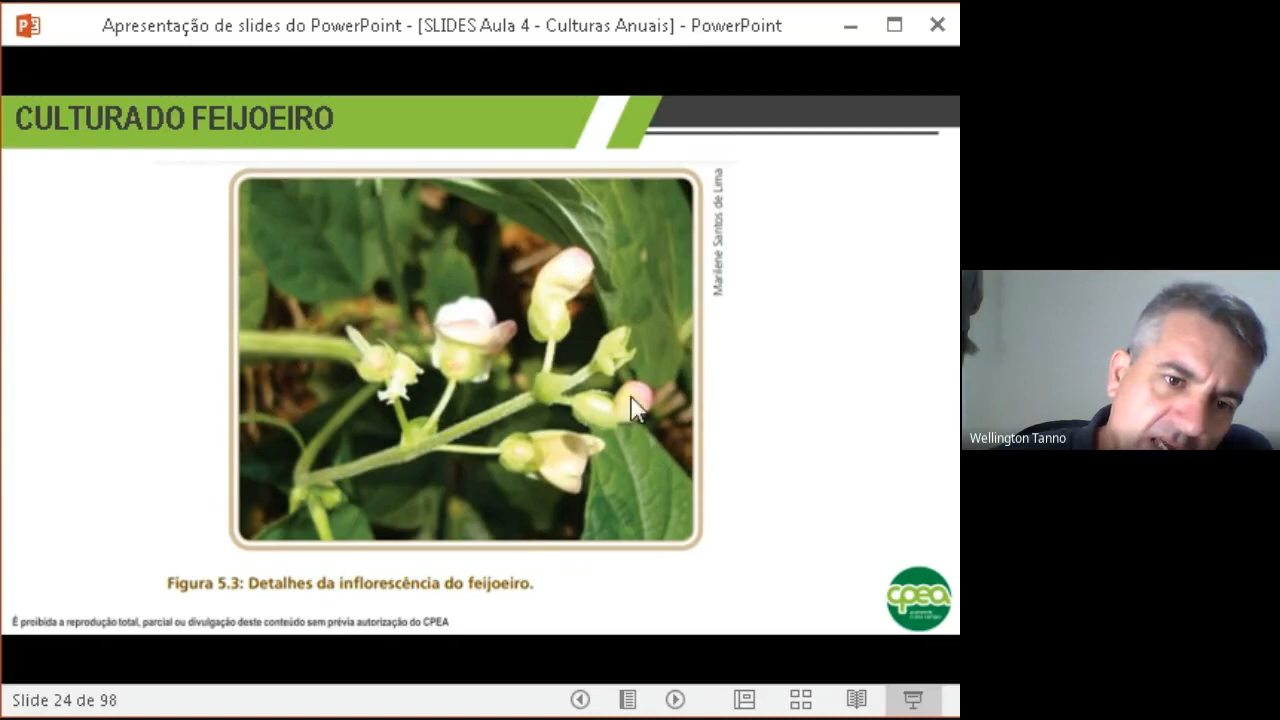 Apresentação de slides do PowerPoint - [SLIDES Aula 4 - Culturas Anuais] - PowerPoint
CULTURA DO FEIJOEIRO
Marilene Santos de Lima
Wellington Tanno
Figura 5.3: Detalhes da inflorescência do feijoeiro.
cpea
É proibida a reprodução total, parcial ou divulgação deste conteúdo sem prévia autorização do CPEA
Slide 24 de 98